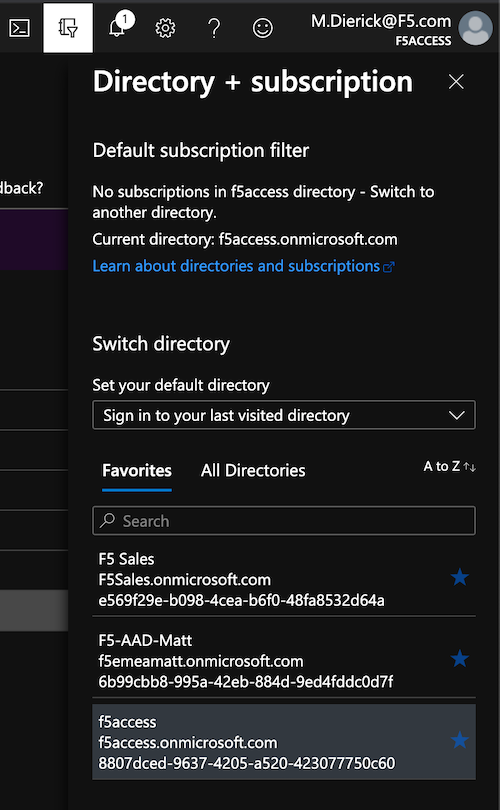 1
M.Dierick@F5.com
F5ACCESS
Directory + subscription
dback?
Default subscription filter
No subscriptions in f5access directory - Switch to
another directory.
Current directory: f5access.onmicrosoft.com
Learn about directories and subscriptions
Switch directory
Set your default directory
Sign in to your last visited directory
Favorites All Directories A to Z
Search
F5 Sales
F5Sales.onmicrosoft.com
e569f29e-b098-4cea-b6f0-48fa8532d64a
F5-AAD-Matt
f5emeamatt.onmicrosoft.com
6b99cbb8-995a-42eb-884d-9ed4fddc0d7f
f5access
f5access.onmicrosoft.com
8807dced-9637-4205-a520-423077750c60